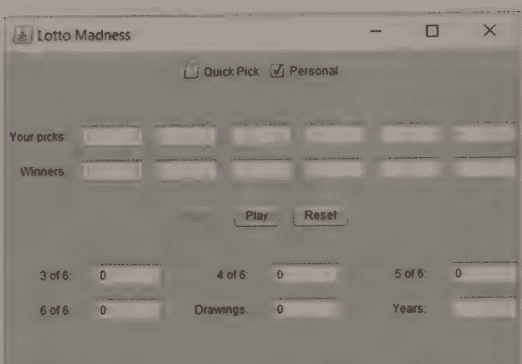 Lotto Madness
Quick Pick Personal
Your picks:
Winners
Play Reset
3 of 6: 0 4 of 6: 0 5 of 6: 0
6 of 6: 0 Drawings: 0 Years: